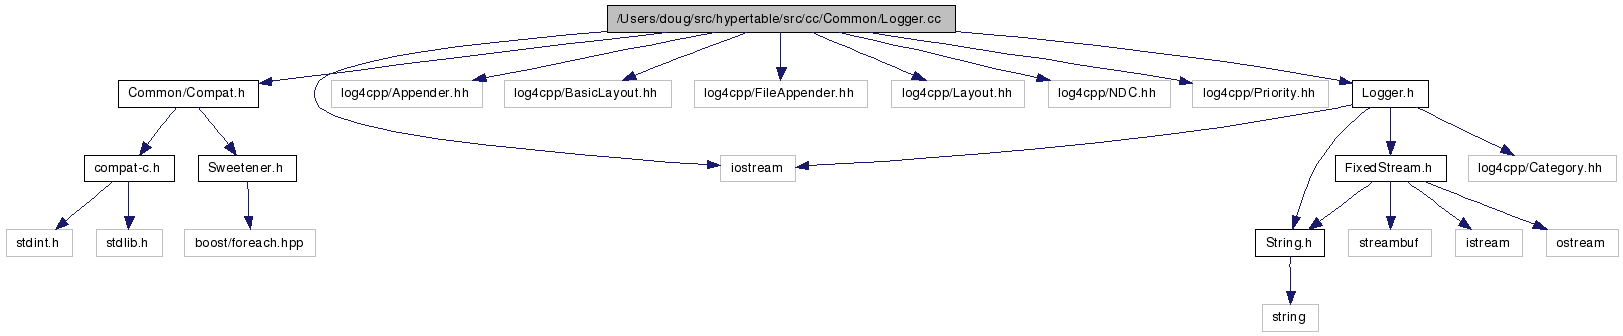 /Users/doug/src/hypertable/src/cc/Common/Logger.cc
Common/Compat.h
log4cpp/Appender.hh
log4cpp/BasicLayout.hh
log4cpp/FileAppender.hh
log4cpp/Layout.hh
log4cpp/NDC.hh
log4cpp/Priority.hh
Logger.h
compat-c.h
Sweetener.h
iostream
FixedStream.h
log4cpp/Category.hh
stdint.h
stdlib.h
boost/foreach.hpp
String.h
streambuf
istream
ostream
string